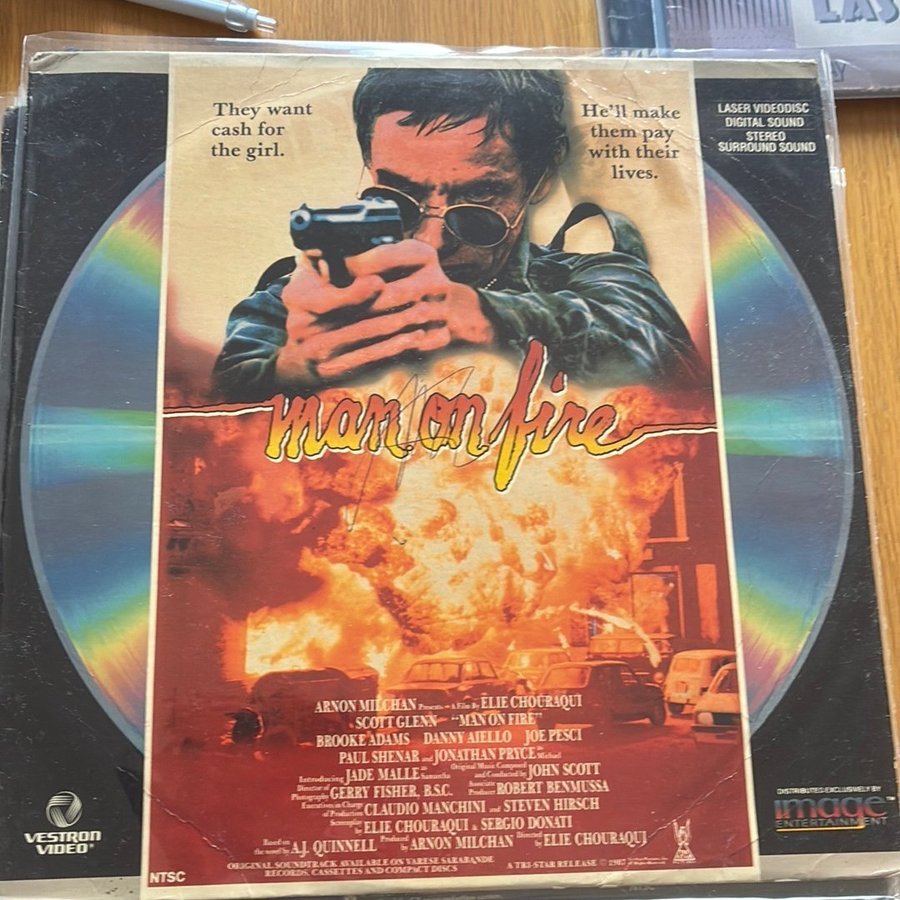 LAS
They want
cash for
the girl.
He'll make
them pay
with their
lives.
LASER VIDEODISC
DIGITAL SOUND
STEREO
SURROUND SOUND
man on fire
ARNON MILCHAN Presents - A Film By ELIE CHOURAQUI
SCOTT GLENN "MAN ON FIRE"
BROOKE ADAMS DANNY AIELLO JOE PESCI
PAUL SHENAR and JONATHAN PRYCE as Michael
Introducing JADE MALLE as Samantha Original Music Composed and Conducted by JOHN SCOTT
Director of Photography GERRY FISHER, B.S.C. Associate Producer ROBERT BENMUSSA
Executives in Charge of Production CLAUDIO MANCHINI and STEVEN HIRSCH
Screenplay by ELIE CHOURAQUI & SERGIO DONATI
Based on the novel by A.J. QUINNELL Produced by ARNON MILCHAN Directed by ELIE CHOURAQUI
ORIGINAL SOUNDTRACK AVAILABLE ON VARESE SARABANDE
RECORDS, CASSETTES AND COMPACT DISCS
A TRI-STAR RELEASE © 1987
VESTRON
VIDEO®
NTSC
DISTRIBUTED EXCLUSIVELY BY
image™
ENTERTAINMENT